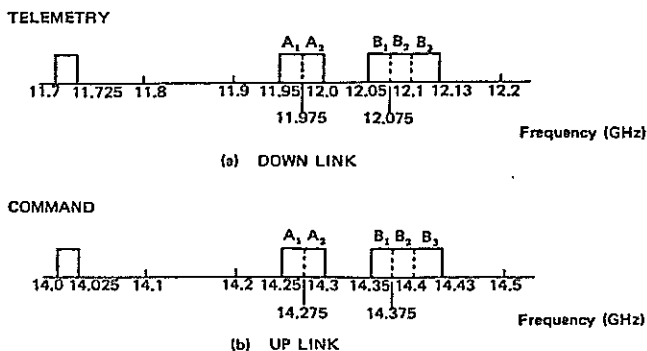 TELEMETRY
A₁ A₂ B₁ B₂ B₃
11.7 11.725 11.8 11.9 11.95 12.0 12.05 12.1 12.13 12.2
11.975 12.075
Frequency (GHz)
(a) DOWN LINK
COMMAND
A₁ A₂ B₁ B₂ B₃
14.0 14.025 14.1 14.2 14.25 14.3 14.35 14.4 14.43 14.5
14.275 14.375
Frequency (GHz)
(b) UP LINK